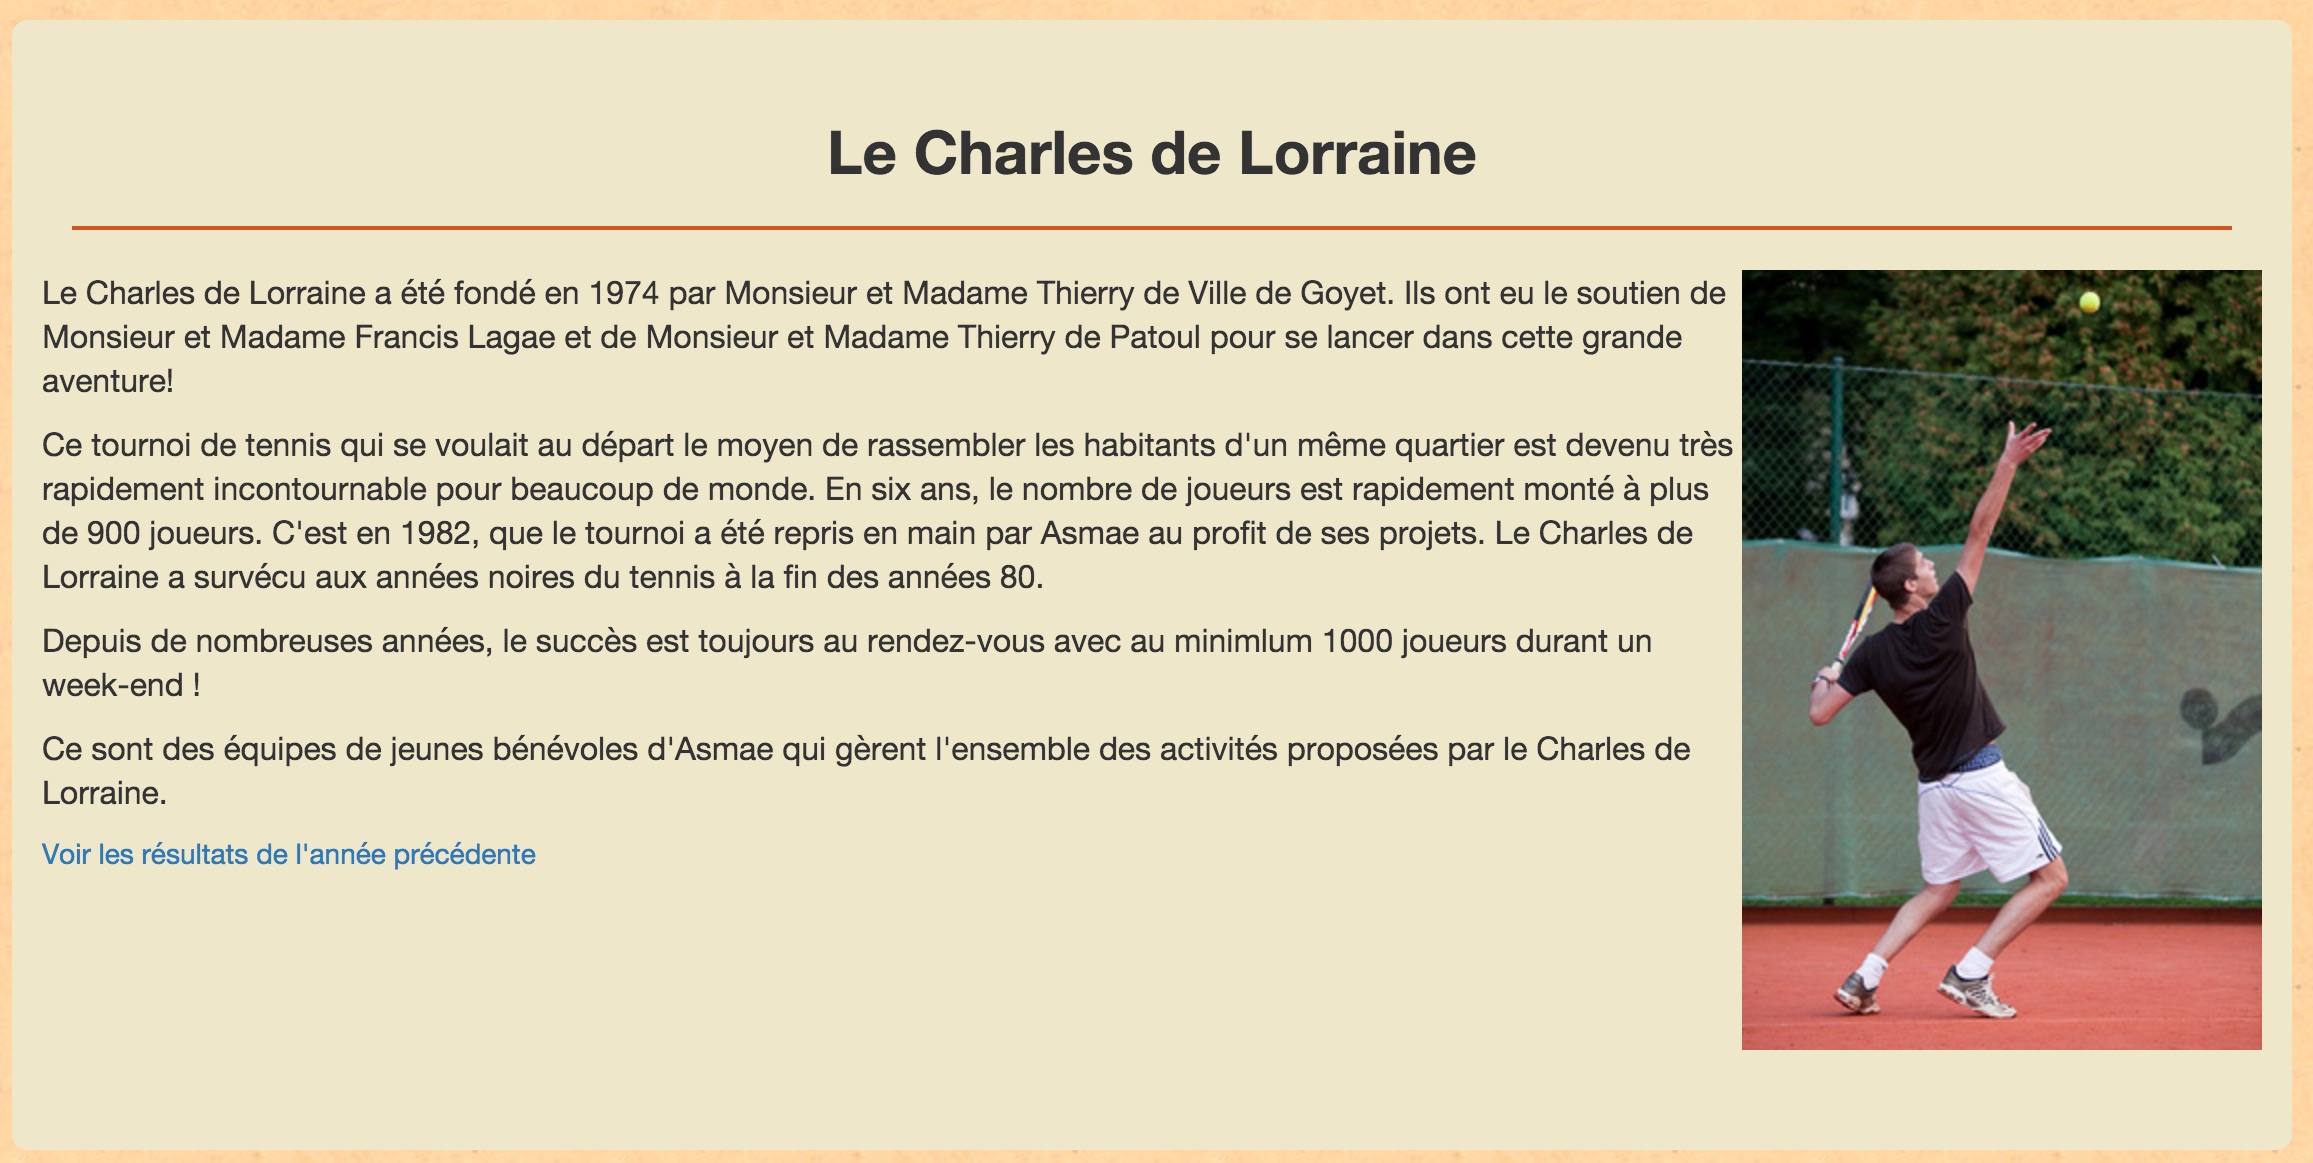 Le Charles de Lorraine
Le Charles de Lorraine a été fondé en 1974 par Monsieur et Madame Thierry de Ville de Goyet. Ils ont eu le soutien de
Monsieur et Madame Francis Lagae et de Monsieur et Madame Thierry de Patoul pour se lancer dans cette grande
aventure!
Ce tournoi de tennis qui se voulait au départ le moyen de rassembler les habitants d'un même quartier est devenu très
rapidement incontournable pour beaucoup de monde. En six ans, le nombre de joueurs est rapidement monté à plus
de 900 joueurs. C'est en 1982, que le tournoi a été repris en main par Asmae au profit de ses projets. Le Charles de
Lorraine a survécu aux années noires du tennis à la fin des années 80.
Depuis de nombreuses années, le succès est toujours au rendez-vous avec au minimlum 1000 joueurs durant un
week-end !
Ce sont des équipes de jeunes bénévoles d'Asmae qui gèrent l'ensemble des activités proposées par le Charles de
Lorraine.
Voir les résultats de l'année précédente